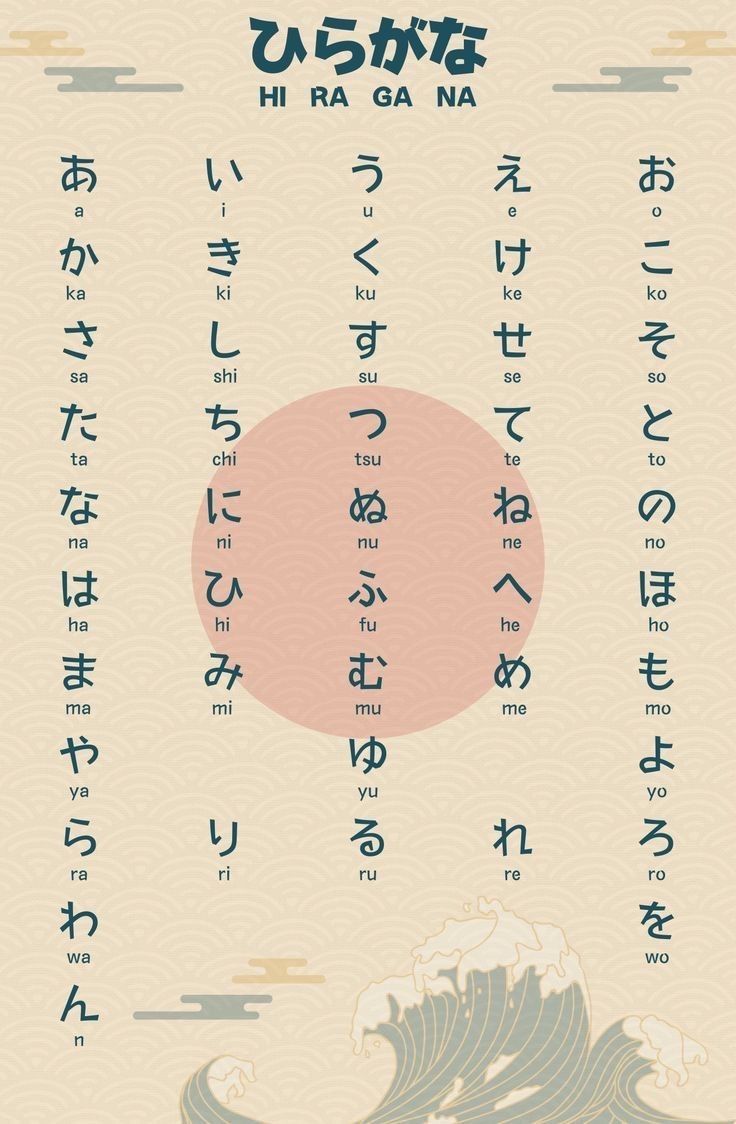 ひらがな
HI RA GA NA
あ い う え お
a i u e o
か き く け こ
ka ki ku ke ko
さ し す せ そ
sa shi su se so
た ち つ て と
ta chi tsu te to
な に ぬ ね の
na ni nu ne no
は ひ ふ へ ほ
ha hi fu he ho
ま み む め も
ma mi mu me mo
や ゆ よ
ya yu yo
ら り る れ ろ
ra ri ru re ro
わ を
wa wo
ん
n